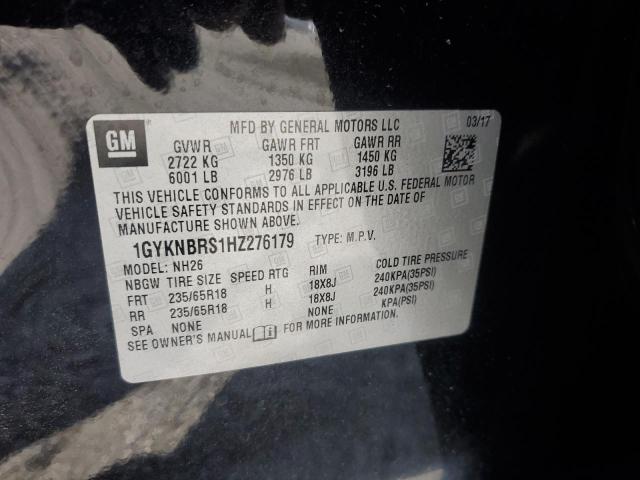 GM
MFD BY GENERAL MOTORS LLC 03/17
GVWR GAWR FRT GAWR RR
2722 KG 1350 KG 1450 KG
6001 LB 2976 LB 3196 LB
THIS VEHICLE CONFORMS TO ALL APPLICABLE U.S. FEDERAL MOTOR
VEHICLE SAFETY STANDARDS IN EFFECT ON THE DATE OF
MANUFACTURE SHOWN ABOVE.
1GYKNBRS1HZ276179 TYPE: M.P.V.
MODEL: NH26
NBGW TIRE SIZE SPEED RTG RIM COLD TIRE PRESSURE
FRT 235/65R18 H 18X8J 240KPA(35PSI)
RR 235/65R18 H 18X8J 240KPA(35PSI)
SPA NONE NONE KPA(PSI)
SEE OWNER'S MANUAL FOR MORE INFORMATION.